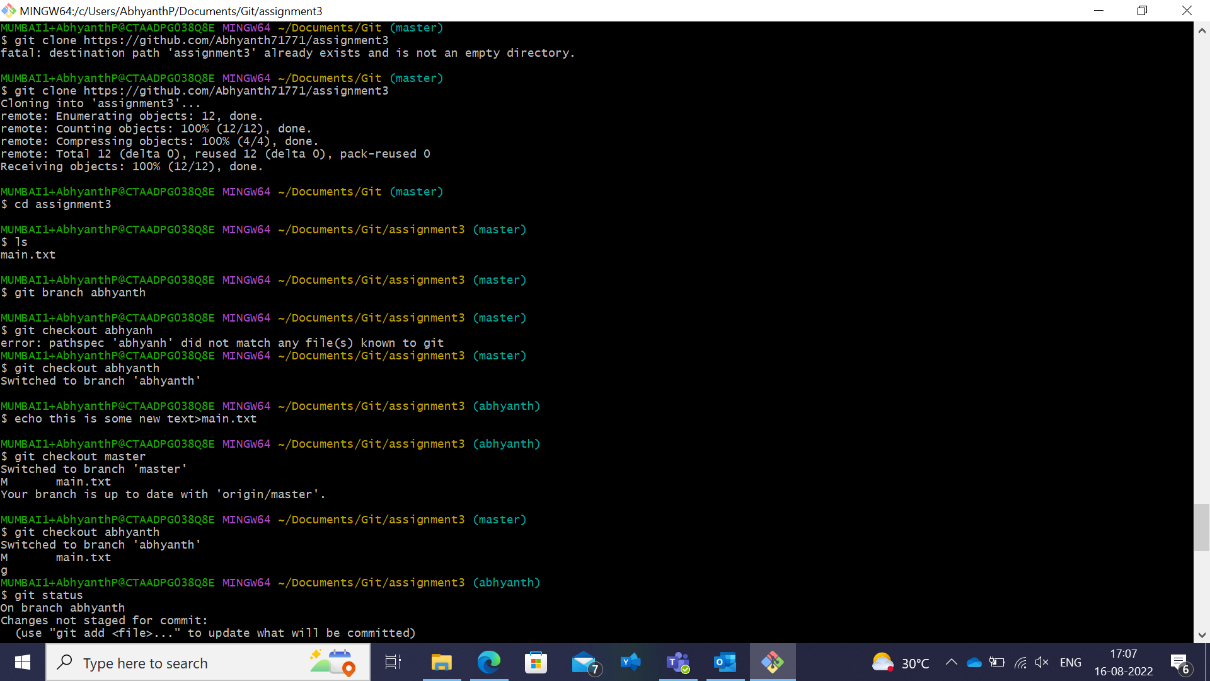 MINGW64:/c/Users/AbhyanthP/Documents/Git/assignment3
MUMBAI1+AbhyanthP@CTAADPG038Q8E MINGW64 ~/Documents/Git (master)
$ git clone https://github.com/Abhyanth71771/assignment3
fatal: destination path 'assignment3' already exists and is not an empty directory.
MUMBAI1+AbhyanthP@CTAADPG038Q8E MINGW64 ~/Documents/Git (master)
$ git clone https://github.com/Abhyanth71771/assignment3
Cloning into 'assignment3'...
remote: Enumerating objects: 12, done.
remote: Counting objects: 100% (12/12), done.
remote: Compressing objects: 100% (4/4), done.
remote: Total 12 (delta 0), reused 12 (delta 0), pack-reused 0
Receiving objects: 100% (12/12), done.
MUMBAI1+AbhyanthP@CTAADPG038Q8E MINGW64 ~/Documents/Git (master)
$ cd assignment3
MUMBAI1+AbhyanthP@CTAADPG038Q8E MINGW64 ~/Documents/Git/assignment3 (master)
$ ls
main.txt
MUMBAI1+AbhyanthP@CTAADPG038Q8E MINGW64 ~/Documents/Git/assignment3 (master)
$ git branch abhyanth
MUMBAI1+AbhyanthP@CTAADPG038Q8E MINGW64 ~/Documents/Git/assignment3 (master)
$ git checkout abhyanh
error: pathspec 'abhyanh' did not match any file(s) known to git
MUMBAI1+AbhyanthP@CTAADPG038Q8E MINGW64 ~/Documents/Git/assignment3 (master)
$ git checkout abhyanth
Switched to branch 'abhyanth'
MUMBAI1+AbhyanthP@CTAADPG038Q8E MINGW64 ~/Documents/Git/assignment3 (abhyanth)
$ echo this is some new text>main.txt
MUMBAI1+AbhyanthP@CTAADPG038Q8E MINGW64 ~/Documents/Git/assignment3 (abhyanth)
$ git checkout master
Switched to branch 'master'
M       main.txt
Your branch is up to date with 'origin/master'.
MUMBAI1+AbhyanthP@CTAADPG038Q8E MINGW64 ~/Documents/Git/assignment3 (master)
$ git checkout abhyanth
Switched to branch 'abhyanth'
M       main.txt
g
MUMBAI1+AbhyanthP@CTAADPG038Q8E MINGW64 ~/Documents/Git/assignment3 (abhyanth)
$ git status
On branch abhyanth
Changes not staged for commit:
  (use "git add <file>..." to update what will be committed)
Type here to search
7
30°C
ENG
17:07
16-08-2022
6